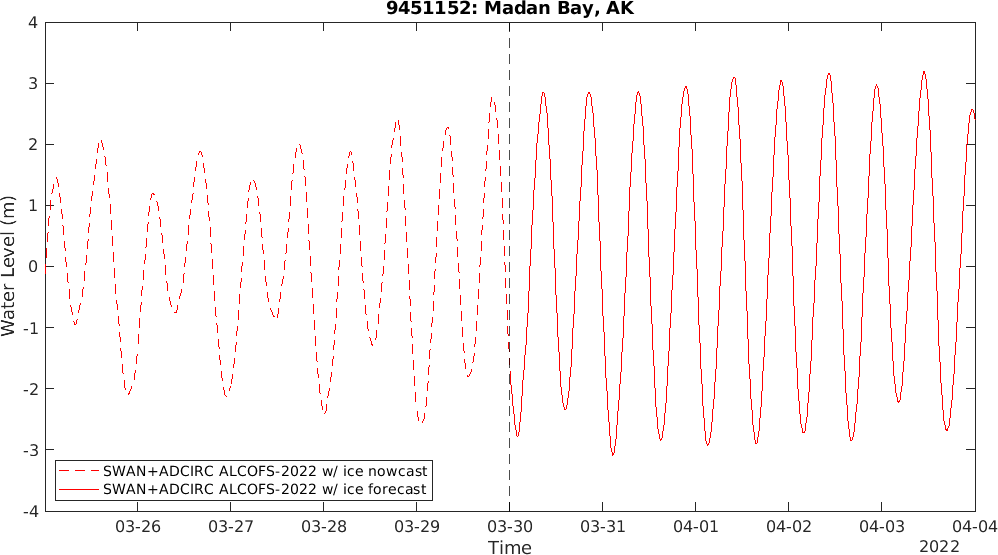 9451152: Madan Bay, AK
4
3
2
1
0
-1
-2
-3
-4
Water Level (m)
SWAN+ADCIRC ALCOFS-2022 w/ ice nowcast
SWAN+ADCIRC ALCOFS-2022 w/ ice forecast
03-26 03-27 03-28 03-29 03-30 03-31 04-01 04-02 04-03 04-04
Time
2022